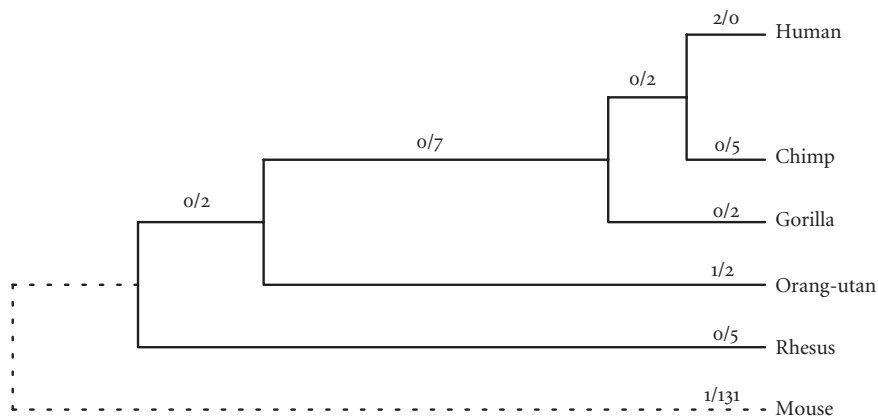 2/0 Human
0/2
0/7
0/5 Chimp
0/2
0/2 Gorilla
1/2 Orang-utan
0/5 Rhesus
1/131 Mouse